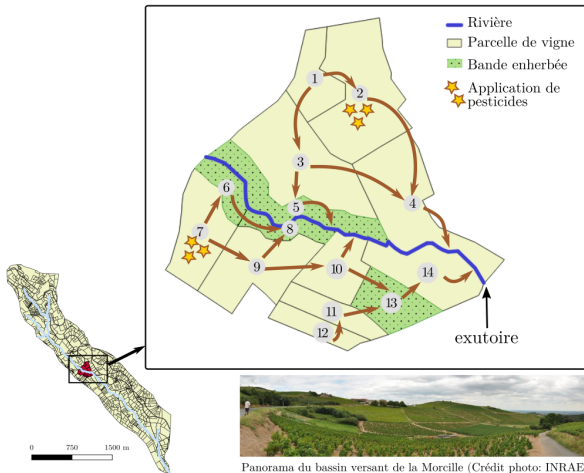 Rivière
Parcelle de vigne
Bande enherbée
Application de
pesticides
1
2
3
4
5
6
7
8
9
10
11
12
13
14
exutoire
0 750 1500 m
Panorama du bassin versant de la Morcille (Crédit photo: INRAE